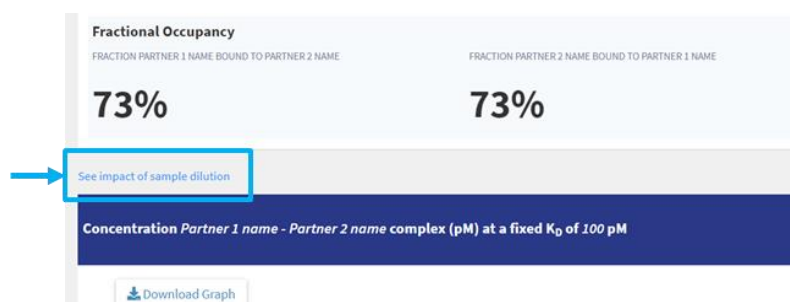 Fractional Occupancy
FRACTION PARTNER 1 NAME BOUND TO PARTNER 2 NAME
FRACTION PARTNER 2 NAME BOUND TO PARTNER 1 NAME
73%
73%
See impact of sample dilution
Concentration Partner 1 name - Partner 2 name complex (pM) at a fixed KD of 100 pM
Download Graph